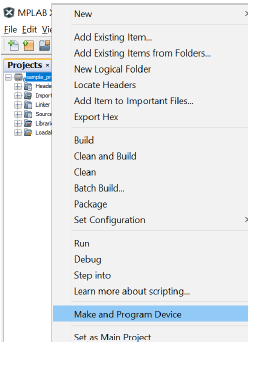 MPLAB X
File Edit Vie
Projects ×
sample_pr
Heade
Import
Linker
Source
Librari
Loadal
New
Add Existing Item...
Add Existing Items from Folders...
New Logical Folder
Locate Headers
Add Item to Important Files...
Export Hex
Build
Clean and Build
Clean
Batch Build...
Package
Set Configuration
Run
Debug
Step into
Learn more about scripting...
Make and Program Device
Set as Main Project